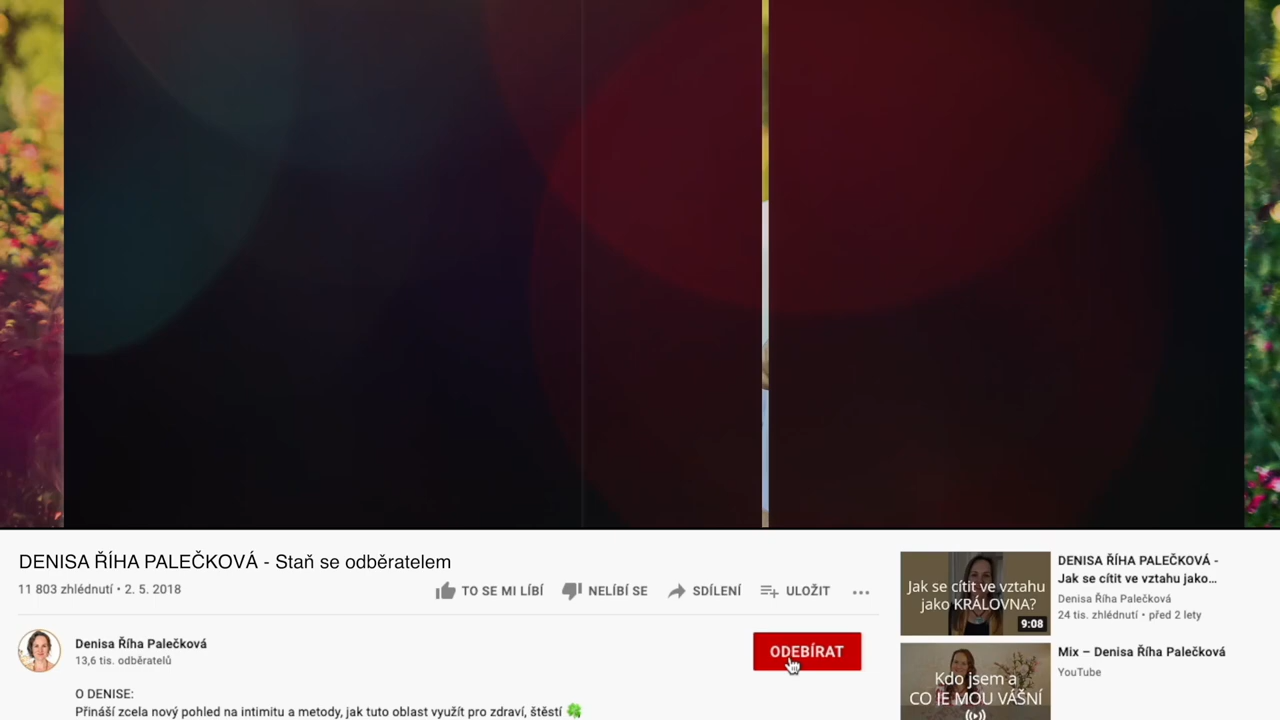 DENISA ŘÍHA PALEČKOVÁ - Staň se odběratelem
11 803 zhlédnutí • 2. 5. 2018
TO SE MI LÍBÍ
NELÍBÍ SE
SDÍLENÍ
ULOŽIT
Denisa Říha Palečková
13,6 tis. odběratelů
ODEBÍRAT
O DENISE:
Přináší zcela nový pohled na intimitu a metody, jak tuto oblast využít pro zdraví, štěstí 🍀
Jak se cítit ve vztahu
jako KRÁLOVNA?
9:08
DENISA ŘÍHA PALEČKOVÁ -
Jak se cítit ve vztahu jako...
Denisa Říha Palečková
24 tis. zhlédnutí • před 2 lety
Kdo jsem a
CO JE MOU VÁŠNÍ
Mix – Denisa Říha Palečková
YouTube